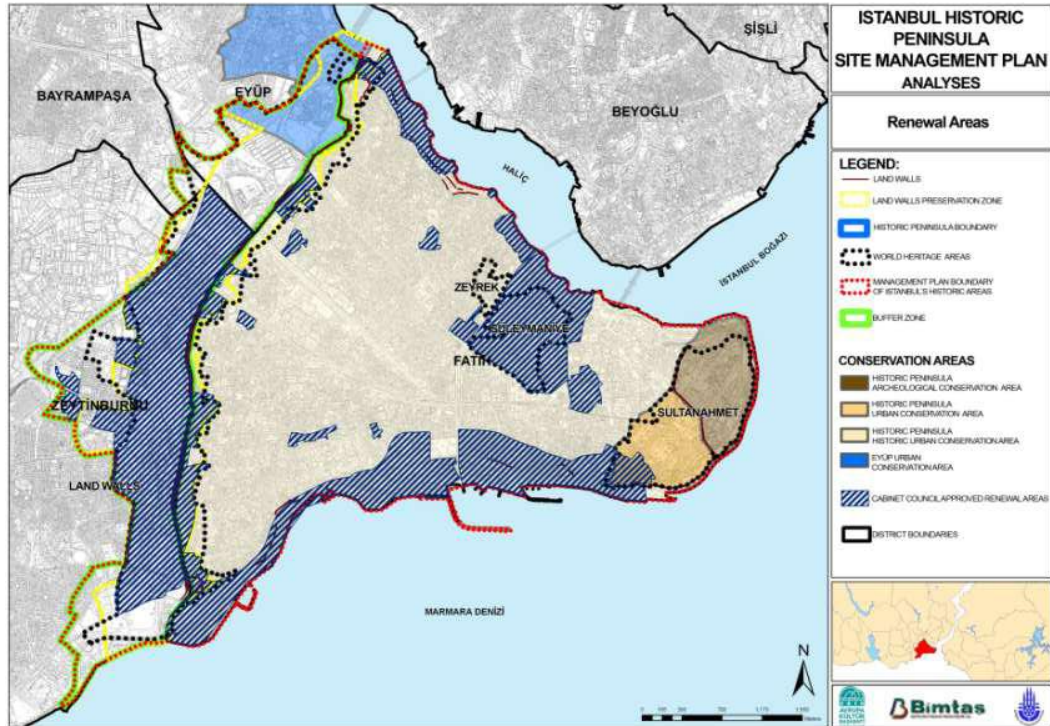 ISTANBUL HISTORIC
PENINSULA
SITE MANAGEMENT PLAN
ANALYSES
Renewal Areas
LEGEND:
LAND WALLS
LAND WALLS PRESERVATION ZONE
HISTORIC PENINSULA BOUNDARY
WORLD HERITAGE AREAS
MANAGEMENT PLAN BOUNDARY
OF ISTANBUL'S HISTORIC AREAS
BUFFER ZONE
CONSERVATION AREAS
HISTORIC PENINSULA
ARCHEOLOGICAL CONSERVATION AREA
HISTORIC PENINSULA
URBAN CONSERVATION AREA
HISTORIC PENINSULA
HISTORIC URBAN CONSERVATION AREA
EYÜP URBAN
CONSERVATION AREA
CABINET COUNCIL APPROVED RENEWAL AREAS
DISTRICT BOUNDARIES
ŞİŞLİ
BAYRAMPAŞA
EYÜP
BEYOĞLU
HALİÇ
İSTANBUL BOĞAZI
ZEYREK
SÜLEYMANİYE
FATİH
ZEYTİNBURNU
SULTANAHMET
LAND WALLS
MARMARA DENİZİ
N
Bimtas